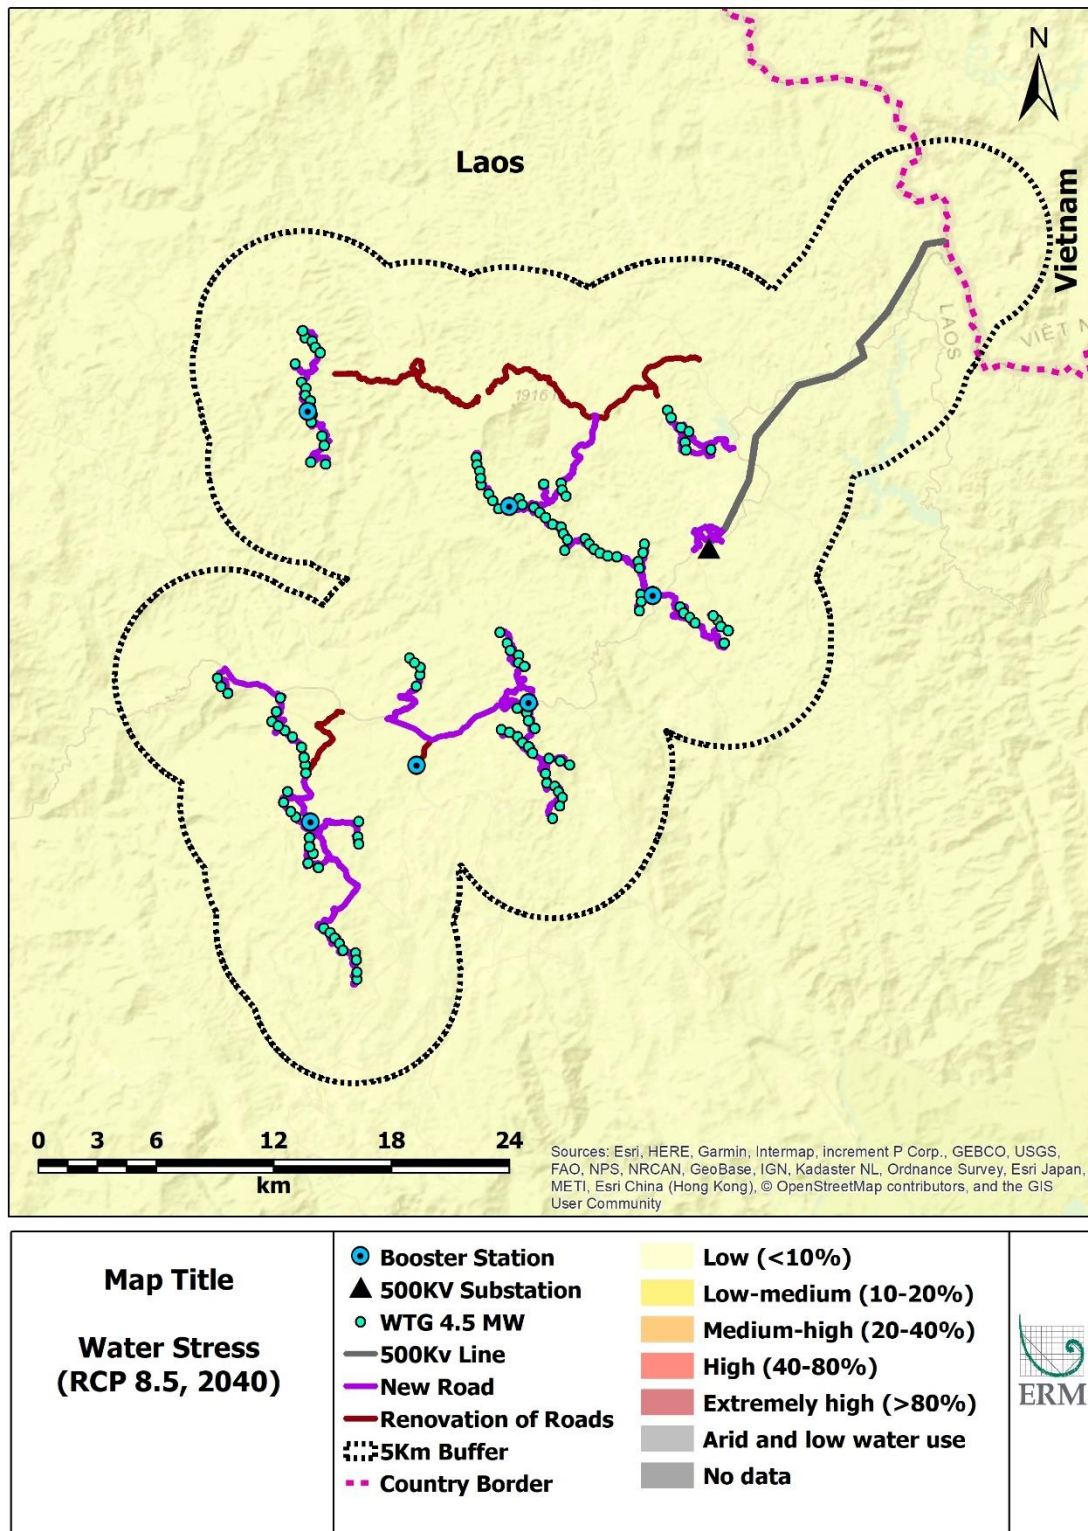 N
Laos
Vietnam
LAOS
VIÊT N
0 3 6 12 18 24
km
Sources: Esri, HERE, Garmin, Intermap, increment P Corp., GEBCO, USGS,
FAO, NPS, NRCAN, GeoBase, IGN, Kadaster NL, Ordnance Survey, Esri Japan,
METI, Esri China (Hong Kong), © OpenStreetMap contributors, and the GIS
User Community
Map Title
Water Stress
(RCP 8.5, 2040)
Booster Station
500KV Substation
WTG 4.5 MW
500Kv Line
New Road
Renovation of Roads
5Km Buffer
Country Border
Low (<10%)
Low-medium (10-20%)
Medium-high (20-40%)
High (40-80%)
Extremely high (>80%)
Arid and low water use
No data
ERM